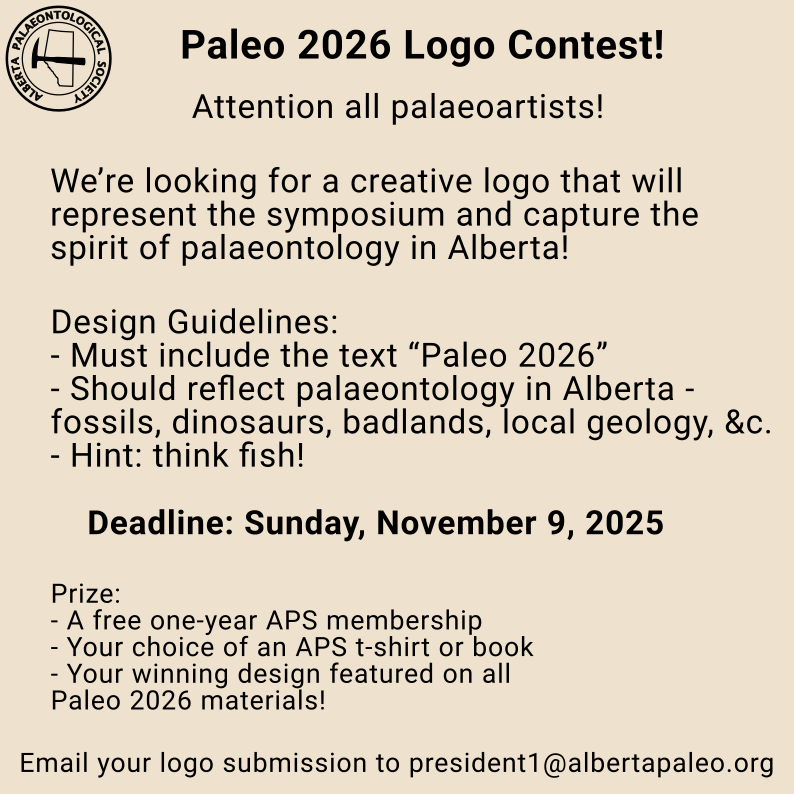 ALBERTA PALAEONTOLOGICAL SOCIETY
Paleo 2026 Logo Contest!
Attention all palaeoartists!
We’re looking for a creative logo that will
represent the symposium and capture the
spirit of palaeontology in Alberta!
Design Guidelines:
- Must include the text “Paleo 2026”
- Should reflect palaeontology in Alberta -
fossils, dinosaurs, badlands, local geology, &c.
- Hint: think fish!
Deadline: Sunday, November 9, 2025
Prize:
- A free one-year APS membership
- Your choice of an APS t-shirt or book
- Your winning design featured on all
Paleo 2026 materials!
Email your logo submission to president1@albertapaleo.org